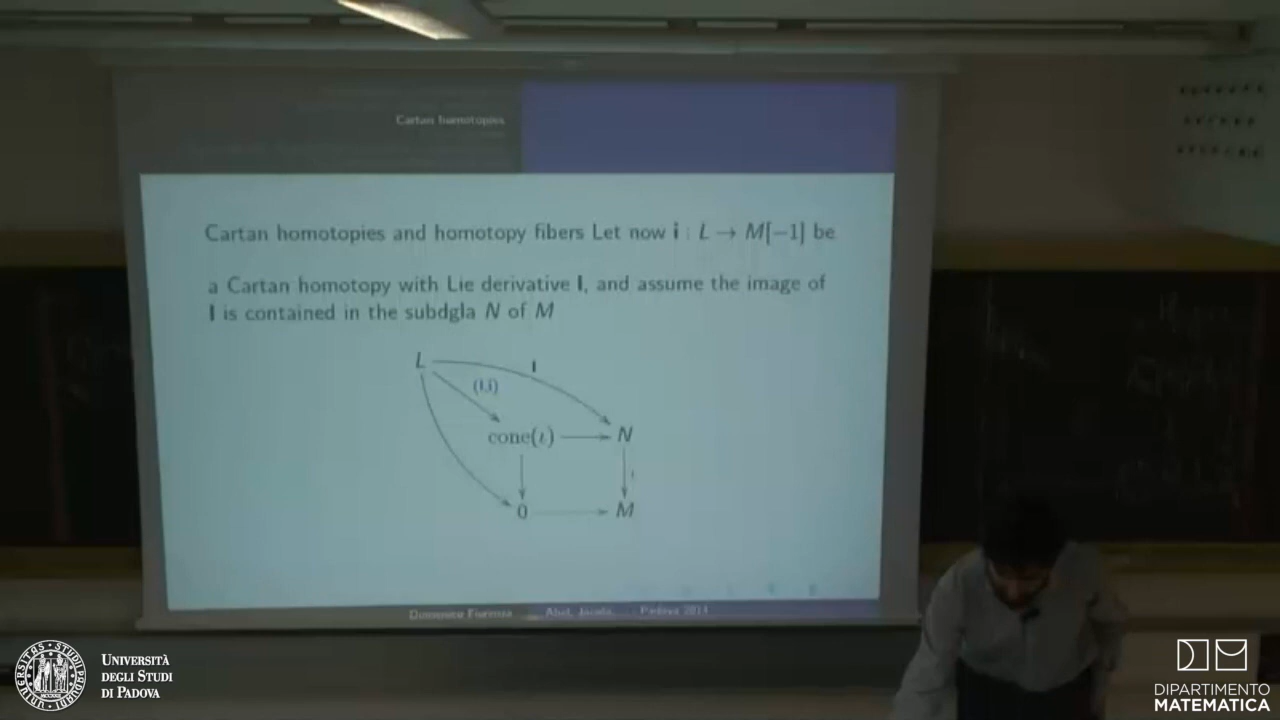 Cartan homotopies
Cartan homotopies and homotopy fibers Let now i : L → M[−1] be
a Cartan homotopy with Lie derivative l, and assume the image of
l is contained in the subdgla N of M
L
l
(l,i)
cone(ι)
N
0
M
Domenico Fiorenza
Padova 2014
UNIVERSITÀ
DEGLI STUDI
DI PADOVA
DIPARTIMENTO
MATEMATICA